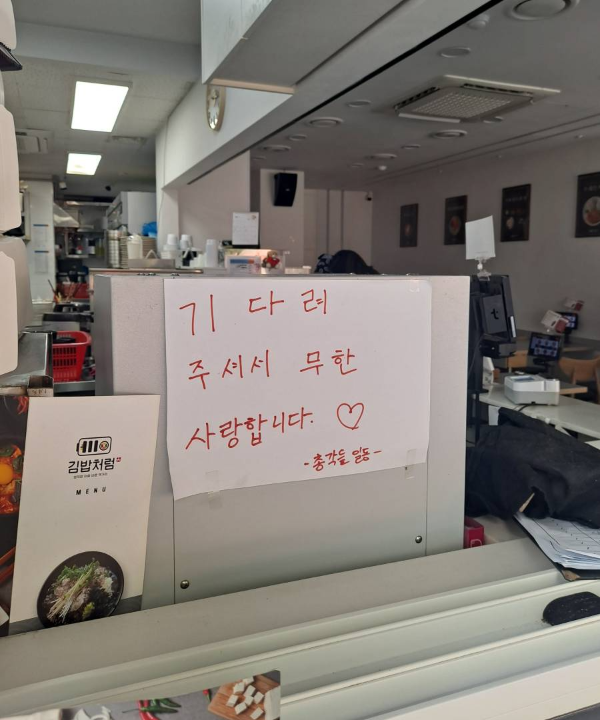 기 다 려
주셔서 무한
사랑합니다. ♡
-총각들 일동-
김밥처럼
MENU